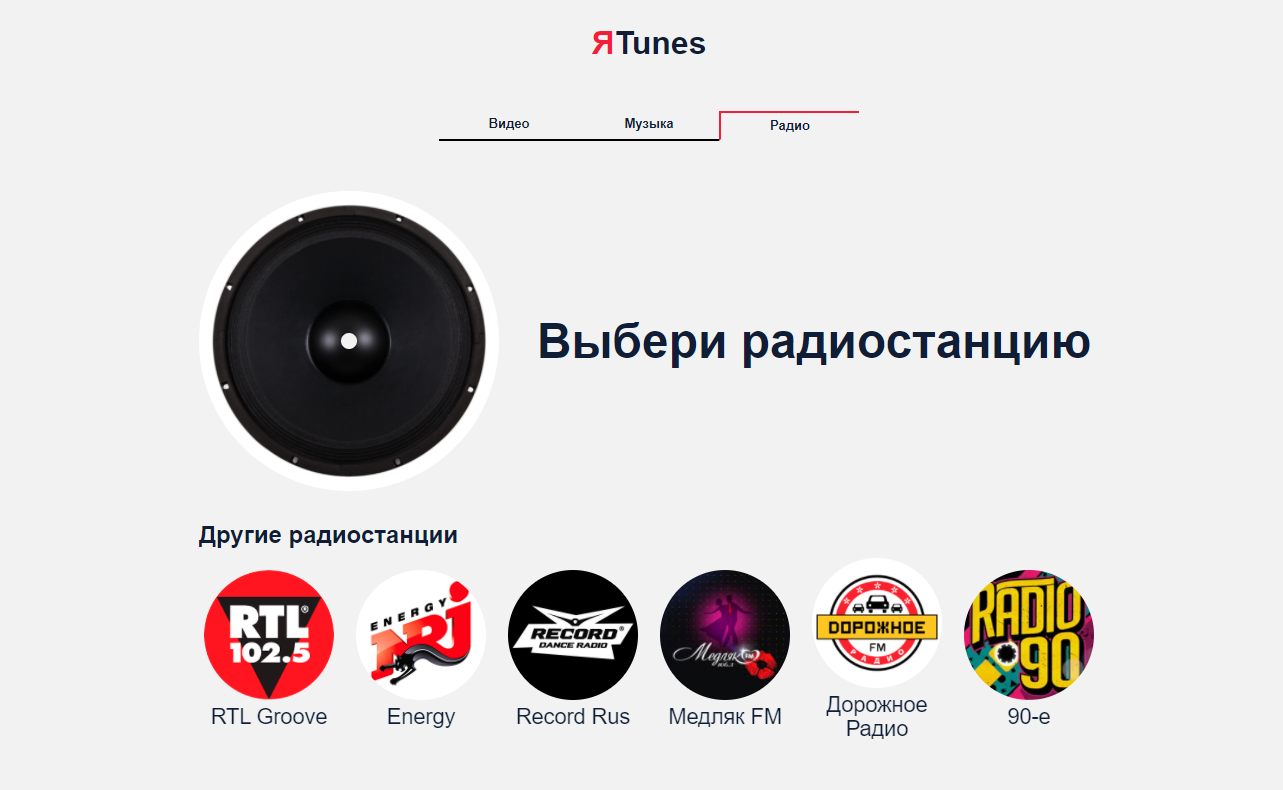 ЯTunes
Видео
Музыка
Радио
Выбери радиостанцию
Другие радиостанции
RTL®
102.5
ENERGY
NRJ
RECORD®
DANCE RADIO
Медляк FM
ДОРОЖНОЕ
FM
РАДИО
RADIO
90
RTL Groove
Energy
Record Rus
Медляк FM
Дорожное
Радио
90-е